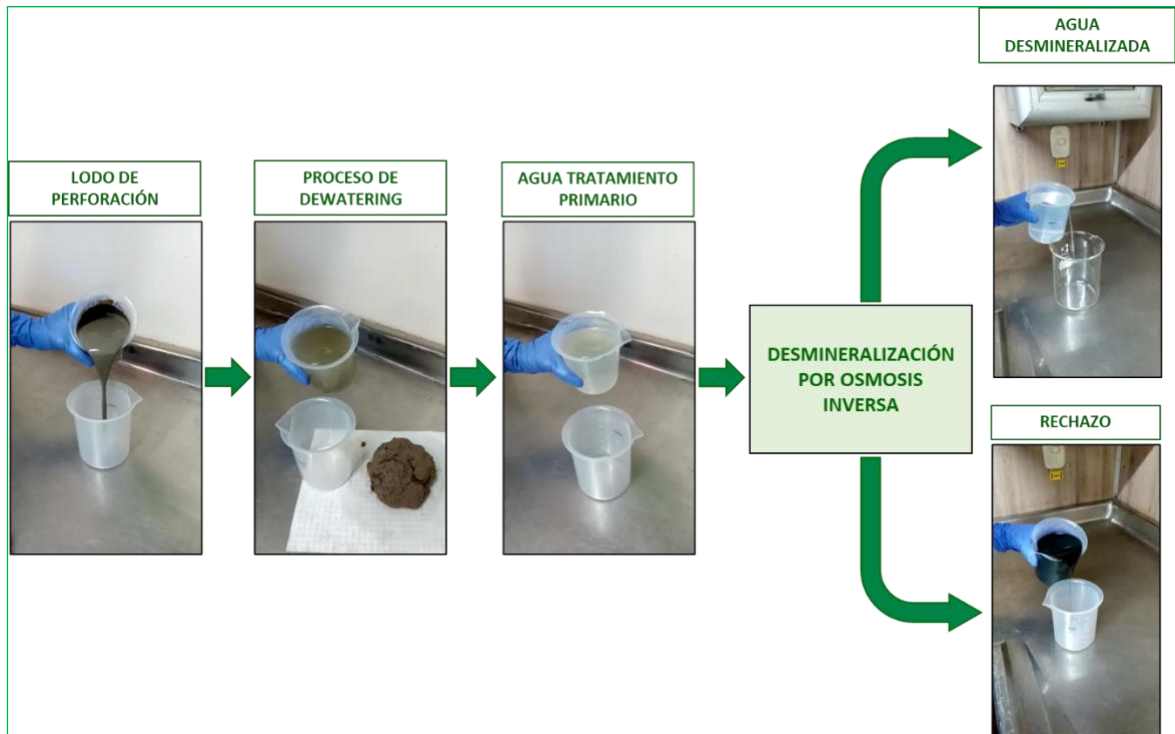 LODO DE
PERFORACIÓN
PROCESO DE
DEWATERING
AGUA TRATAMIENTO
PRIMARIO
DESMINERALIZACIÓN
POR OSMOSIS
INVERSA
AGUA
DESMINERALIZADA
RECHAZO